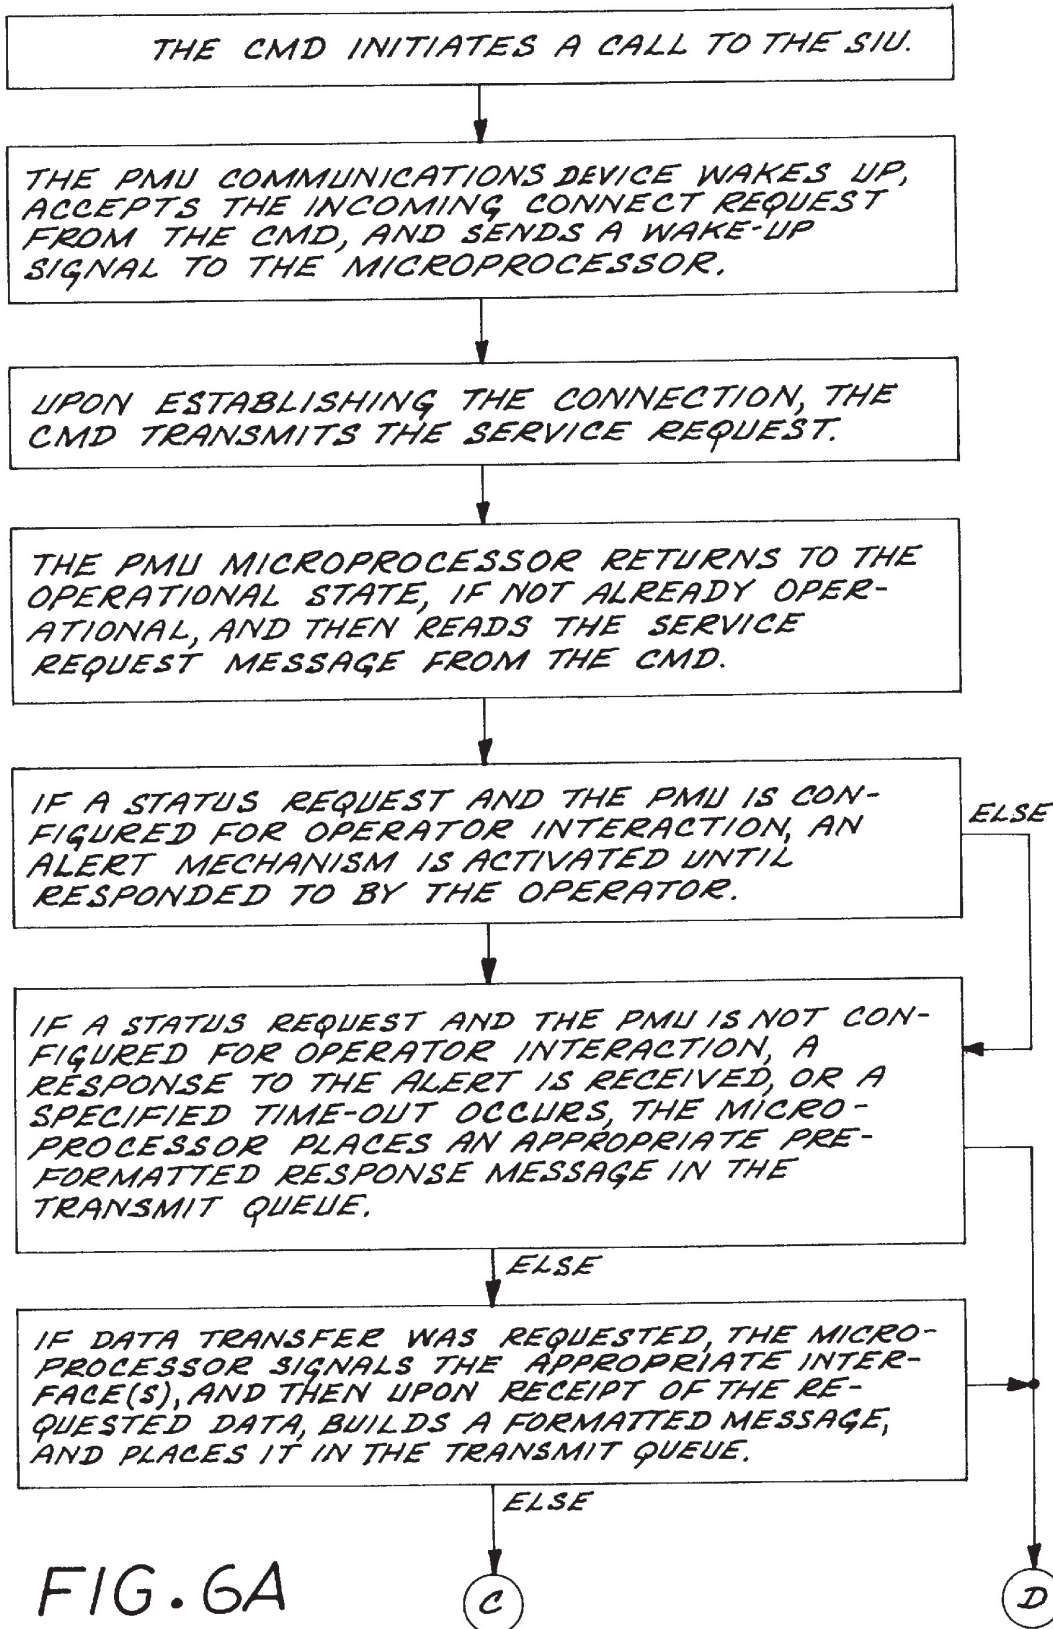 THE CMD INITIATES A CALL TO THE SIU.
THE PMU COMMUNICATIONS DEVICE WAKES UP,
ACCEPTS THE INCOMING CONNECT REQUEST
FROM THE CMD, AND SENDS A WAKE-UP
SIGNAL TO THE MICROPROCESSOR.
UPON ESTABLISHING THE CONNECTION, THE
CMD TRANSMITS THE SERVICE REQUEST.
THE PMU MICROPROCESSOR RETURNS TO THE
OPERATIONAL STATE, IF NOT ALREADY OPER-
ATIONAL, AND THEN READS THE SERVICE
REQUEST MESSAGE FROM THE CMD.
IF A STATUS REQUEST AND THE PMU IS CON-
FIGURED FOR OPERATOR INTERACTION, AN
ALERT MECHANISM IS ACTIVATED UNTIL
RESPONDED TO BY THE OPERATOR.
ELSE
IF A STATUS REQUEST AND THE PMU IS NOT CON-
FIGURED FOR OPERATOR INTERACTION, A
RESPONSE TO THE ALERT IS RECEIVED, OR A
SPECIFIED TIME-OUT OCCURS, THE MICRO-
PROCESSOR PLACES AN APPROPRIATE PRE-
FORMATTED RESPONSE MESSAGE IN THE
TRANSMIT QUEUE.
ELSE
IF DATA TRANSFER WAS REQUESTED, THE MICRO-
PROCESSOR SIGNALS THE APPROPRIATE INTER-
FACE(S), AND THEN UPON RECEIPT OF THE RE-
QUESTED DATA, BUILDS A FORMATTED MESSAGE,
AND PLACES IT IN THE TRANSMIT QUEUE.
ELSE
FIG. 6A
C
D